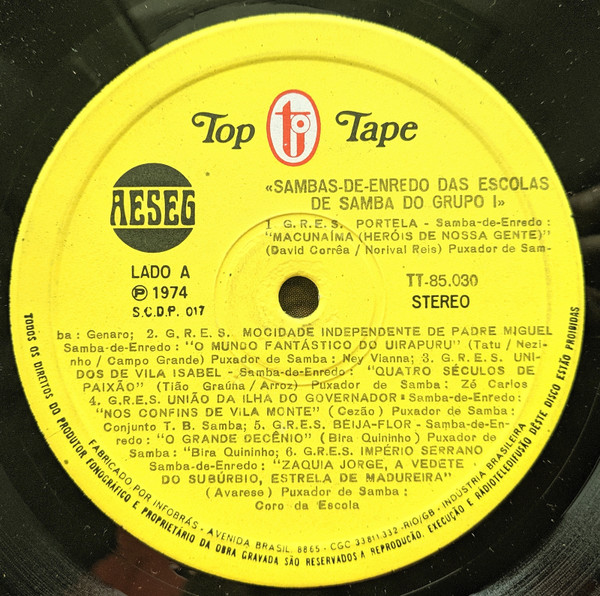 Top ti Tape
AESEG
«SAMBAS-DE-ENREDO DAS ESCOLAS
DE SAMBA DO GRUPO I»
1. G.R.E.S. PORTELA - Samba-de-Enredo:
"MACUNAÍMA (HERÓIS DE NOSSA GENTE)"
(David Corrêa / Norival Reis) Puxador de Sam-
LADO A
℗ 1974
S.C.D.P. 017
TT-85.030
STEREO
ba: Genaro; 2. G.R.E.S. MOCIDADE INDEPENDENTE DE PADRE MIGUEL
Samba-de-Enredo: "O MUNDO FANTÁSTICO DO UIRAPURU" (Tatu / Nezi-
nho / Campo Grande) Puxador de Samba: Ney Vianna; 3. G.R.E.S. UNI-
DOS DE VILA ISABEL - Samba-de-Enredo: "QUATRO SÉCULOS DE
PAIXÃO" (Tião Graúna / Arroz) Puxador de Samba: Zé Carlos
4. G.R.E.S. UNIÃO DA ILHA DO GOVERNADOR - Samba-de-Enredo:
"NOS CONFINS DE VILA MONTE" (Cezão) Puxador de Samba:
Conjunto T. B. Samba; 5. G.R.E.S. BEIJA-FLOR - Samba-de-En-
redo: "O GRANDE DECÊNIO" (Bira Quininho) Puxador de
Samba: "Bira Quininho; 6. G.R.E.S. IMPÉRIO SERRANO
Samba-de-Enredo: "ZAQUIA JORGE, A VEDETE
DO SUBÚRBIO, ESTRELA DE MADUREIRA"
(Avarese) Puxador de Samba:
Coro da Escola
FABRICADO POR INFOBRÁS - AVENIDA BRASIL, 8865 - CGC 33811332 - RIO/GB - INDÚSTRIA BRASILEIRA
TODOS OS DIREITOS DO PRODUTOR FONOGRÁFICO E PROPRIETÁRIO DA OBRA GRAVADA SÃO RESERVADOS A REPRODUÇÃO, EXECUÇÃO E RADIOTELEDIFUSÃO DÊSTE DISCO ESTÃO PROIBIDAS